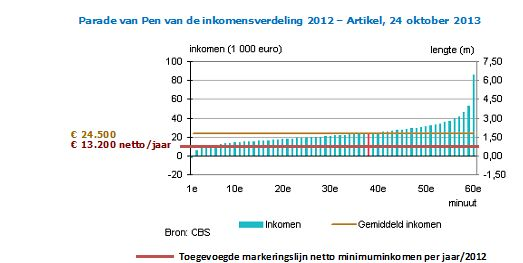 Parade van Pen van de inkomensverdeling 2012 – Artikel, 24 oktober 2013
inkomen (1 000 euro) lengte (m)
100 7,50
80 6,00
60 4,50
40 3,00
€ 24.500
20 1,50
€ 13.200 netto/jaar
0 0,00
-20 -1,50
1e 10e 20e 30e 40e 50e 60e
minuut
Inkomen Gemiddeld inkomen
Bron: CBS
Toegevoegde markeringslijn netto minimuminkomen per jaar/2012